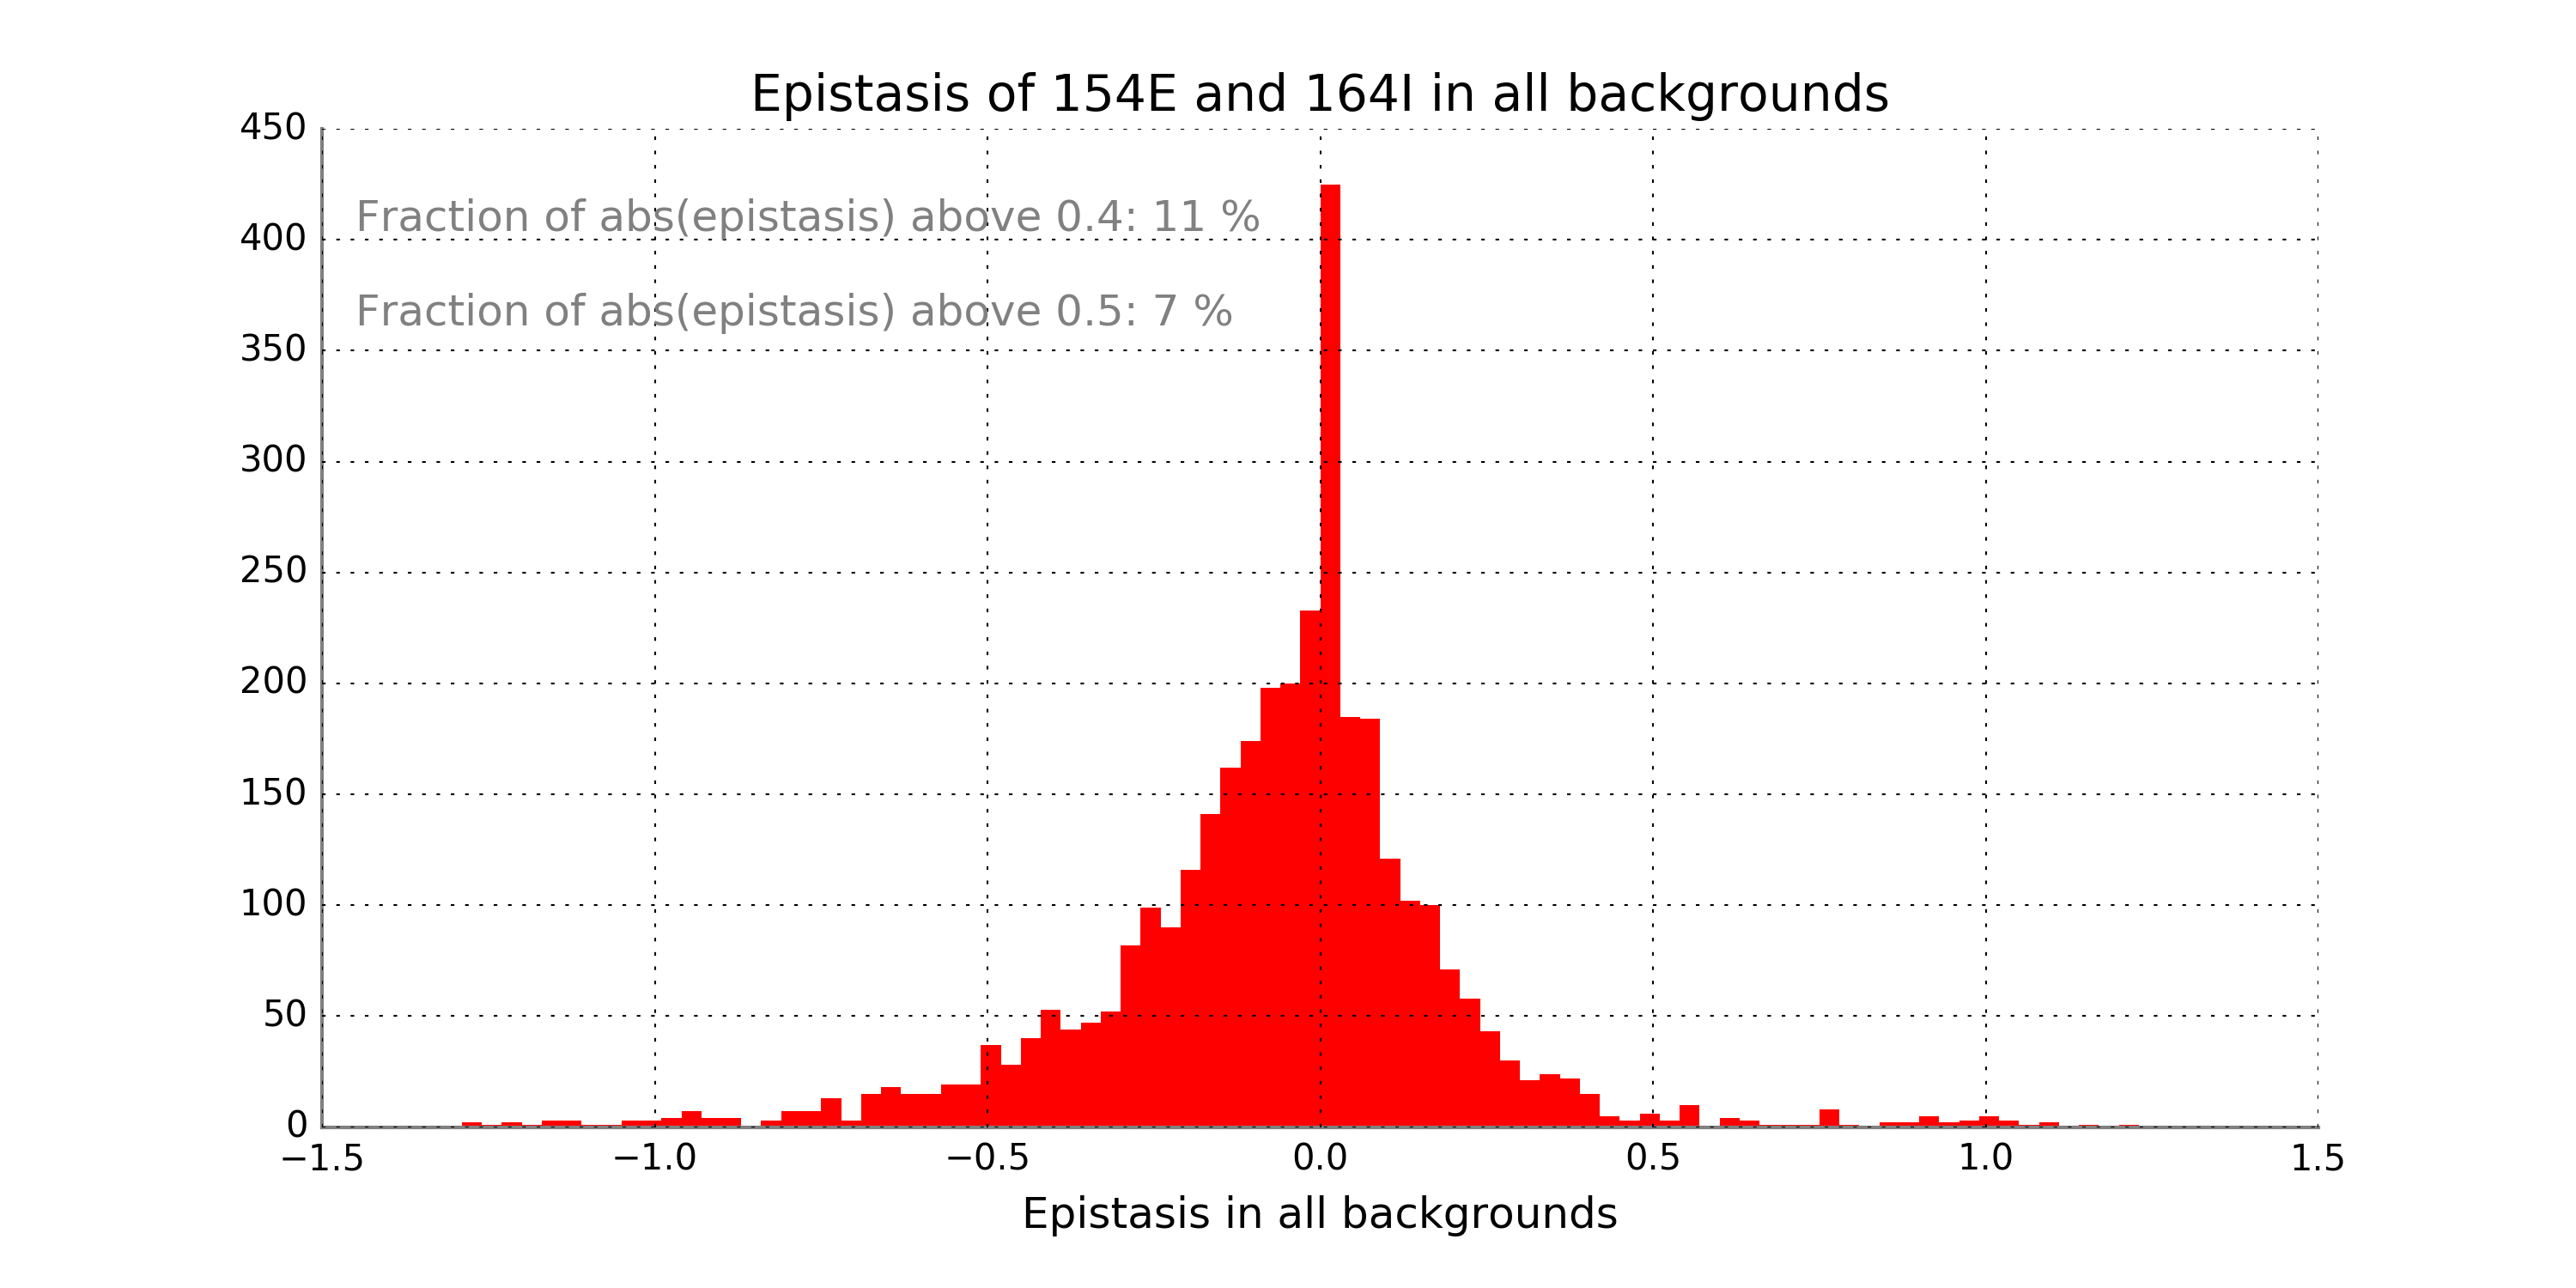 Epistasis of 154E and 164I in all backgrounds
450
Fraction of abs(epistasis) above 0.4: 11 %
400
Fraction of abs(epistasis) above 0.5: 7 %
350
300
250
200
150
100
50
0
−1.5 −1.0 −0.5 0.0 0.5 1.0 1.5
Epistasis in all backgrounds